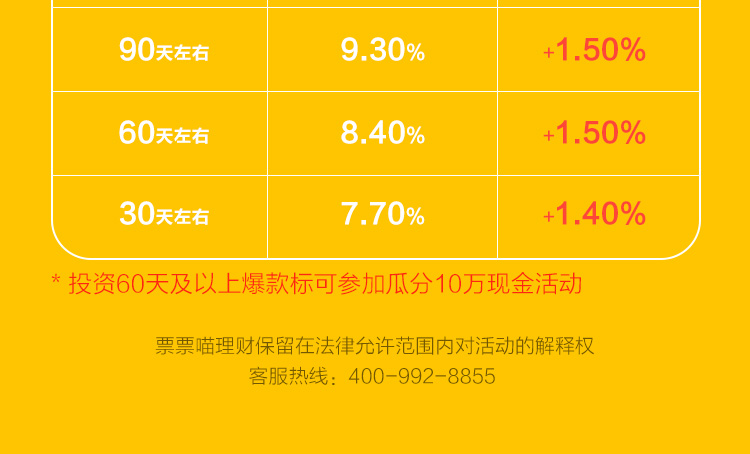 90天左右 9.30% +1.50%
60天左右 8.40% +1.50%
30天左右 7.70% +1.40%
* 投资60天及以上爆款标可参加瓜分10万现金活动
票票喵理财保留在法律允许范围内对活动的解释权
客服热线：400-992-8855